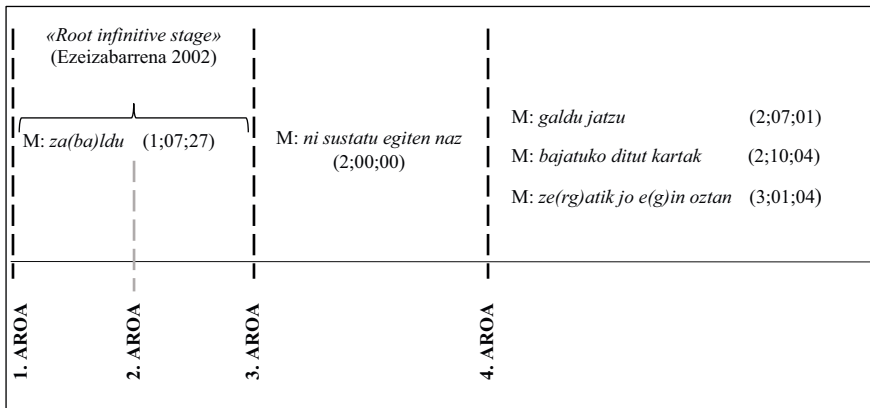 «Root infinitive stage»
(Ezeizabarrena 2002)
M: za(ba)ldu (1;07;27)
M: ni sustatu egiten naz
(2;00;00)
M: galdu jatzu (2;07;01)
M: bajatuko ditut kartak (2;10;04)
M: ze(rg)atik jo e(g)in oztan (3;01;04)
1. AROA
2. AROA
3. AROA
4. AROA